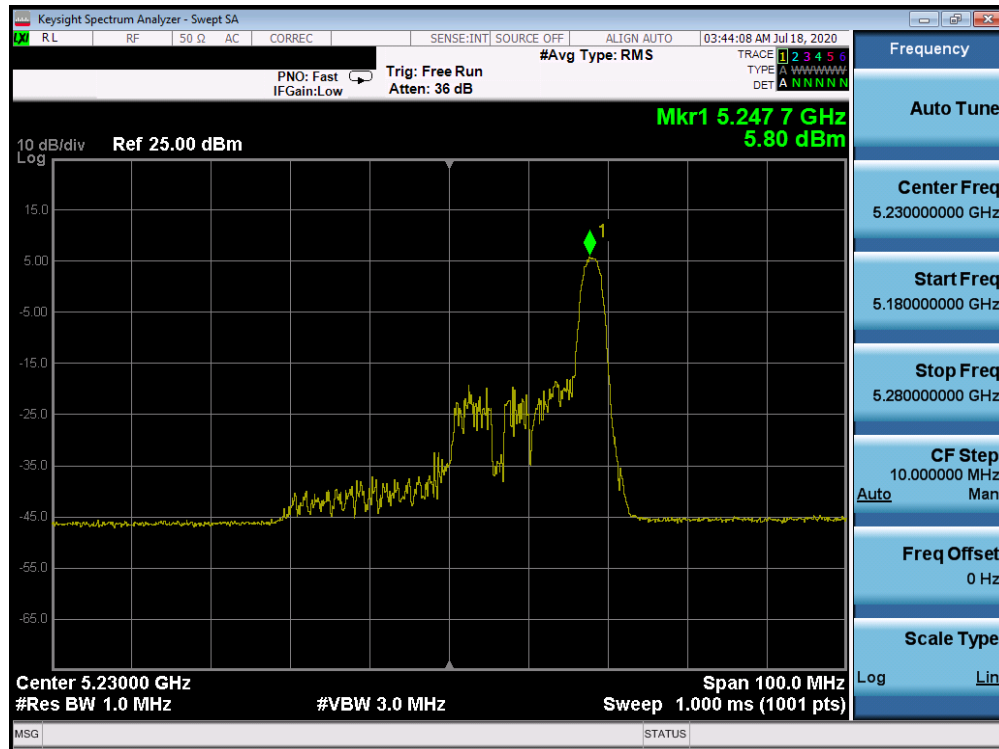 Keysight Spectrum Analyzer - Swept SA
LXI RL RF 50 Ω AC CORREC SENSE:INT SOURCE OFF ALIGN AUTO 03:44:08 AM Jul 18, 2020
#Avg Type: RMS
TRACE 1 2 3 4 5 6
PNO: Fast Trig: Free Run
TYPE A WWWWW
IFGain:Low Atten: 36 dB
DET A N N N N N
Mkr1 5.247 7 GHz
5.80 dBm
10 dB/div Ref 25.00 dBm
Log
1
15.0
5.00
-5.00
-15.0
-25.0
-35.0
-45.0
-55.0
-65.0
Center 5.23000 GHz Span 100.0 MHz
#Res BW 1.0 MHz #VBW 3.0 MHz Sweep 1.000 ms (1001 pts)
MSG STATUS
Frequency
Auto Tune
Center Freq
5.230000000 GHz
Start Freq
5.180000000 GHz
Stop Freq
5.280000000 GHz
CF Step
10.000000 MHz
Auto Man
Freq Offset
0 Hz
Scale Type
Log Lin